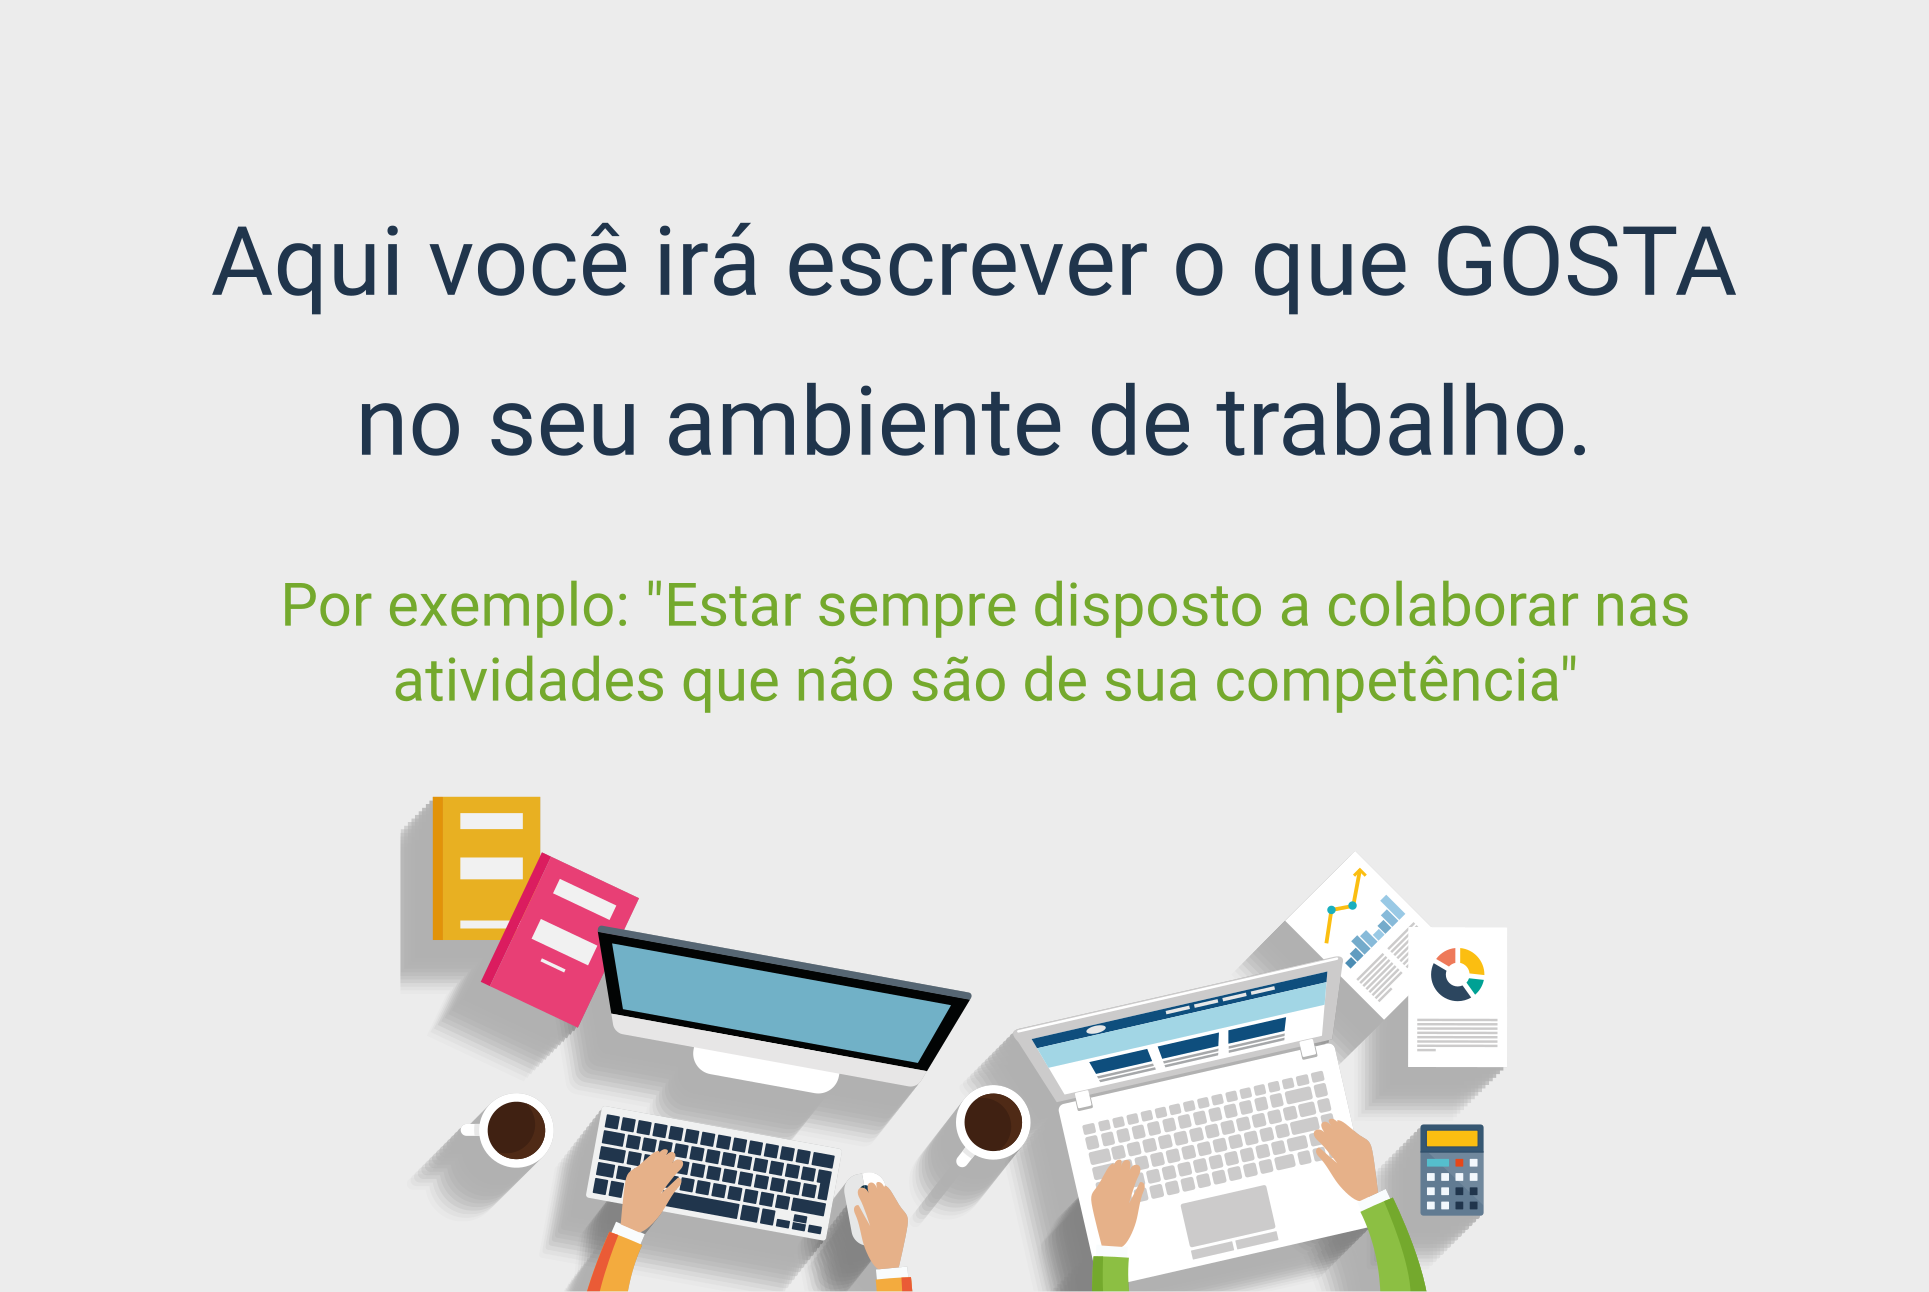 Aqui você irá escrever o que GOSTA
no seu ambiente de trabalho.
Por exemplo: "Estar sempre disposto a colaborar nas
atividades que não são de sua competência"